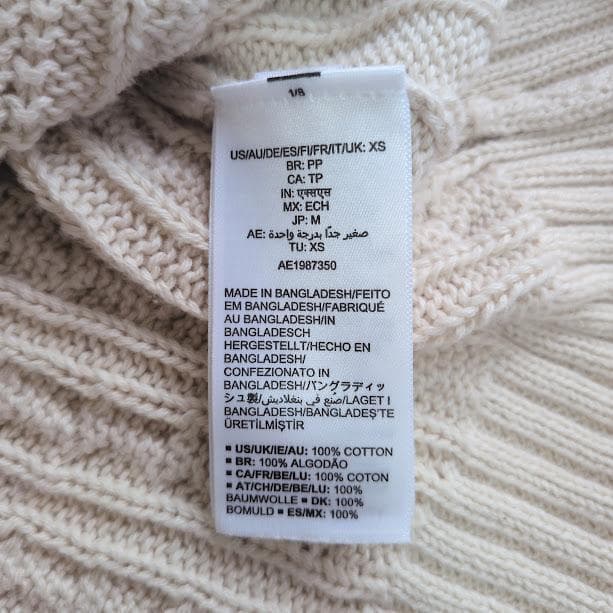 1/8
US/AU/DE/ES/FI/FR/IT/UK: XS
BR: PP
CA: TP
IN: एक्सएस
MX: ECH
JP: M
AE: صغير جدًا بدرجة واحدة
TU: XS
AE1987350
MADE IN BANGLADESH/FEITO
EM BANGLADESH/FABRIQUÉ
AU BANGLADESH/IN
BANGLADESCH
HERGESTELLT/HECHO EN
BANGLADESH/
CONFEZIONATO IN
BANGLADESH/バングラディッ
シュ製/صنع في بنغلاديش/LAGET I
BANGLADESH/BANGLADEŞ'TE
ÜRETİLMİŞTİR
▪ US/UK/IE/AU: 100% COTTON
▪ BR: 100% ALGODÃO
▪ CA/FR/BE/LU: 100% COTON
▪ AT/CH/DE/BE/LU: 100%
BAUMWOLLE ▪ DK: 100%
BOMULD ▪ ES/MX: 100%